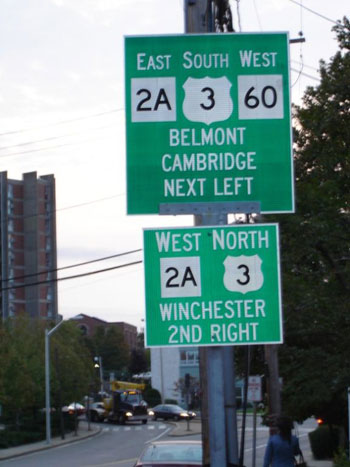 EAST SOUTH WEST
2A 3 60
BELMONT
CAMBRIDGE
NEXT LEFT
WEST NORTH
2A 3
WINCHESTER
2ND RIGHT